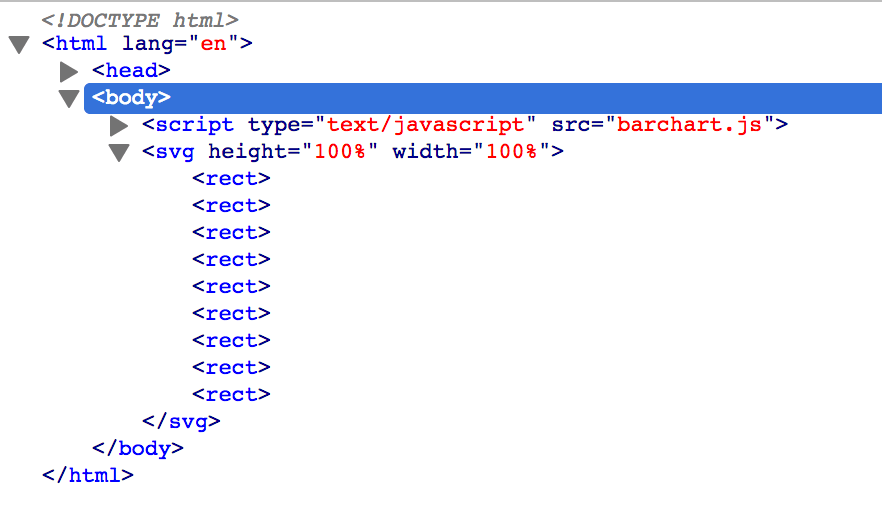 <!DOCTYPE html>
<html lang="en">
<head>
<body>
<script type="text/javascript" src="barchart.js">
<svg height="100%" width="100%">
<rect>
<rect>
<rect>
<rect>
<rect>
<rect>
<rect>
<rect>
<rect>
</svg>
</body>
</html>